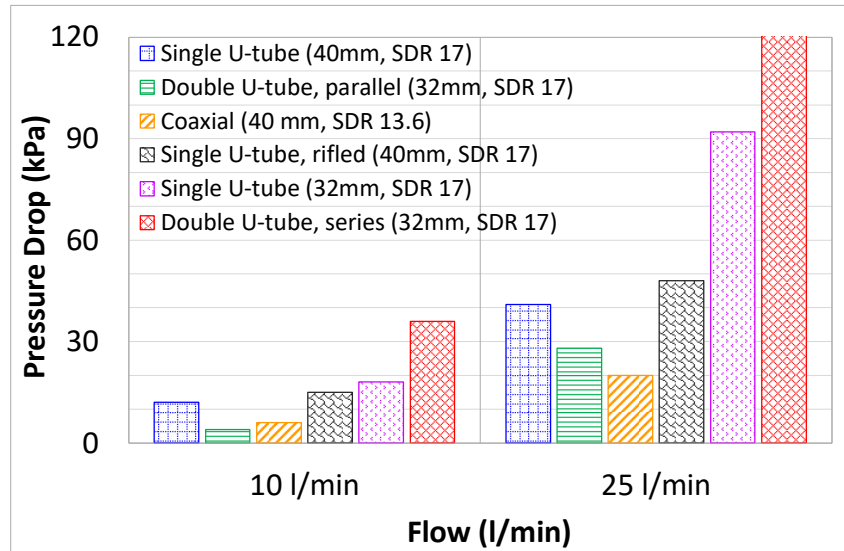 120
90
60
30
0
Pressure Drop (kPa)
Single U-tube (40mm, SDR 17)
Double U-tube, parallel (32mm, SDR 17)
Coaxial (40 mm, SDR 13.6)
Single U-tube, rifled (40mm, SDR 17)
Single U-tube (32mm, SDR 17)
Double U-tube, series (32mm, SDR 17)
10 l/min
25 l/min
Flow (l/min)